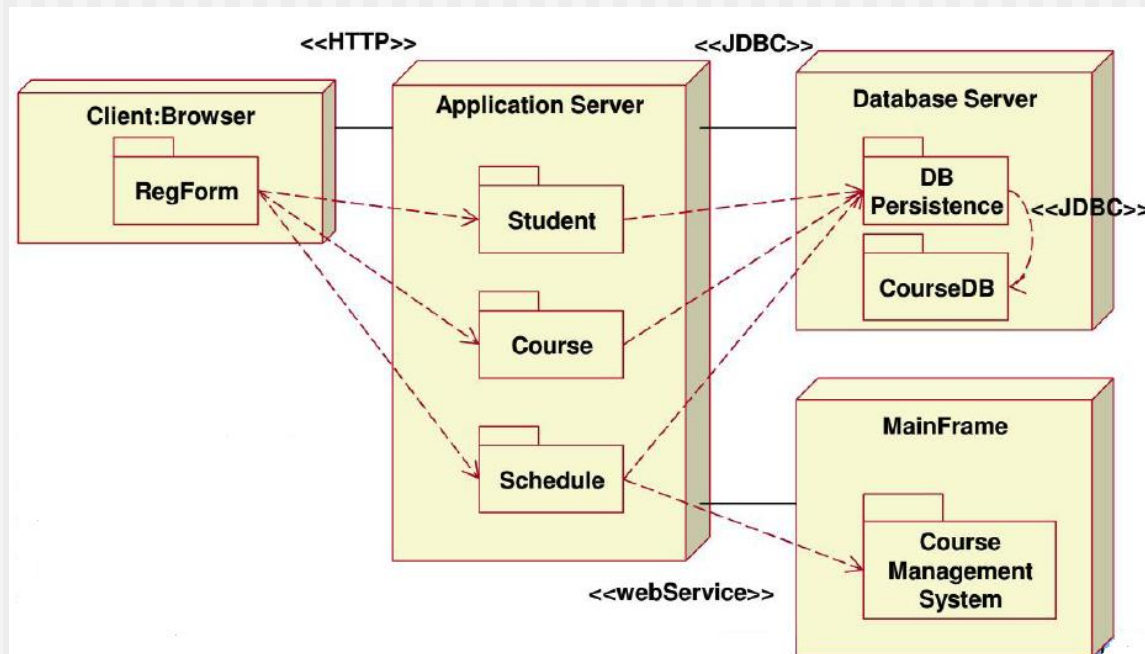 <<HTTP>>
<<JDBC>>
Client:Browser
RegForm
Application Server
Student
Course
Schedule
Database Server
DB
Persistence
<<JDBC>>
CourseDB
MainFrame
Course
Management
System
<<webService>>